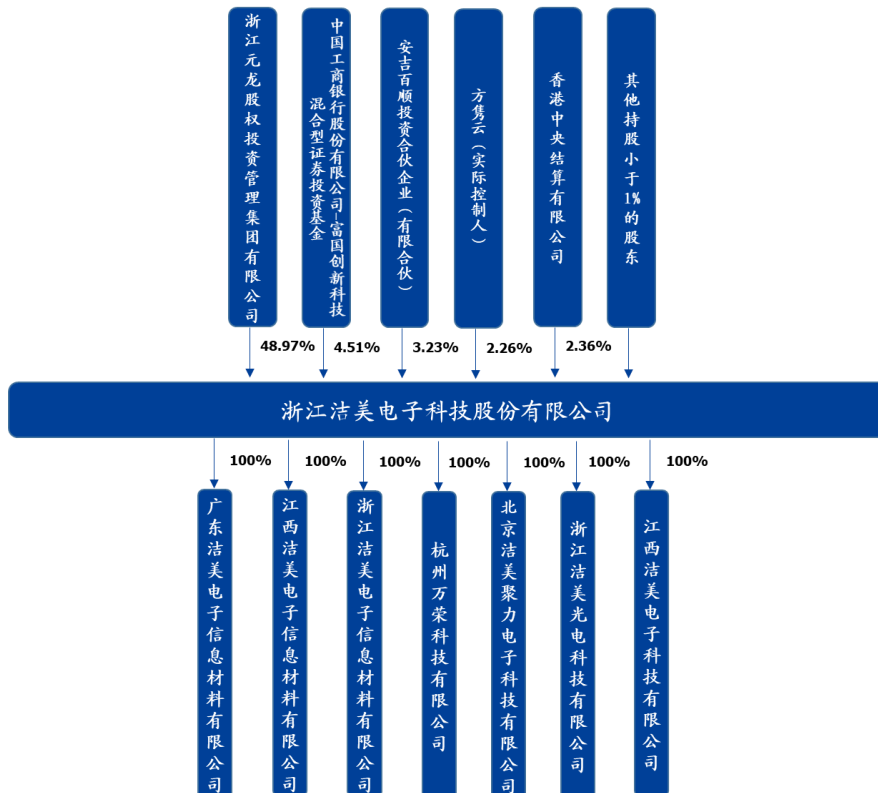 浙江元龙股权投资管理集团有限公司
中国工商银行股份有限公司-富国创新科技
混合型证券投资基金
安吉百顺投资合伙企业（有限合伙）
方隽云（实际控制人）
香港中央结算有限公司
其他持股小于1%的股东
48.97%
4.51%
3.23%
2.26%
2.36%
浙江洁美电子科技股份有限公司
100%
100%
100%
100%
100%
100%
100%
广东洁美电子信息材料有限公司
江西洁美电子信息材料有限公司
浙江洁美电子信息材料有限公司
杭州万荣科技有限公司
北京洁美聚力电子科技有限公司
浙江洁美光电科技有限公司
江西洁美电子科技有限公司